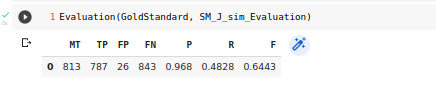 1 Evaluation(GoldStandard, SM_J_sim_Evaluation)
MT TP FP FN P R F
0 813 787 26 843 0.968 0.4828 0.6443